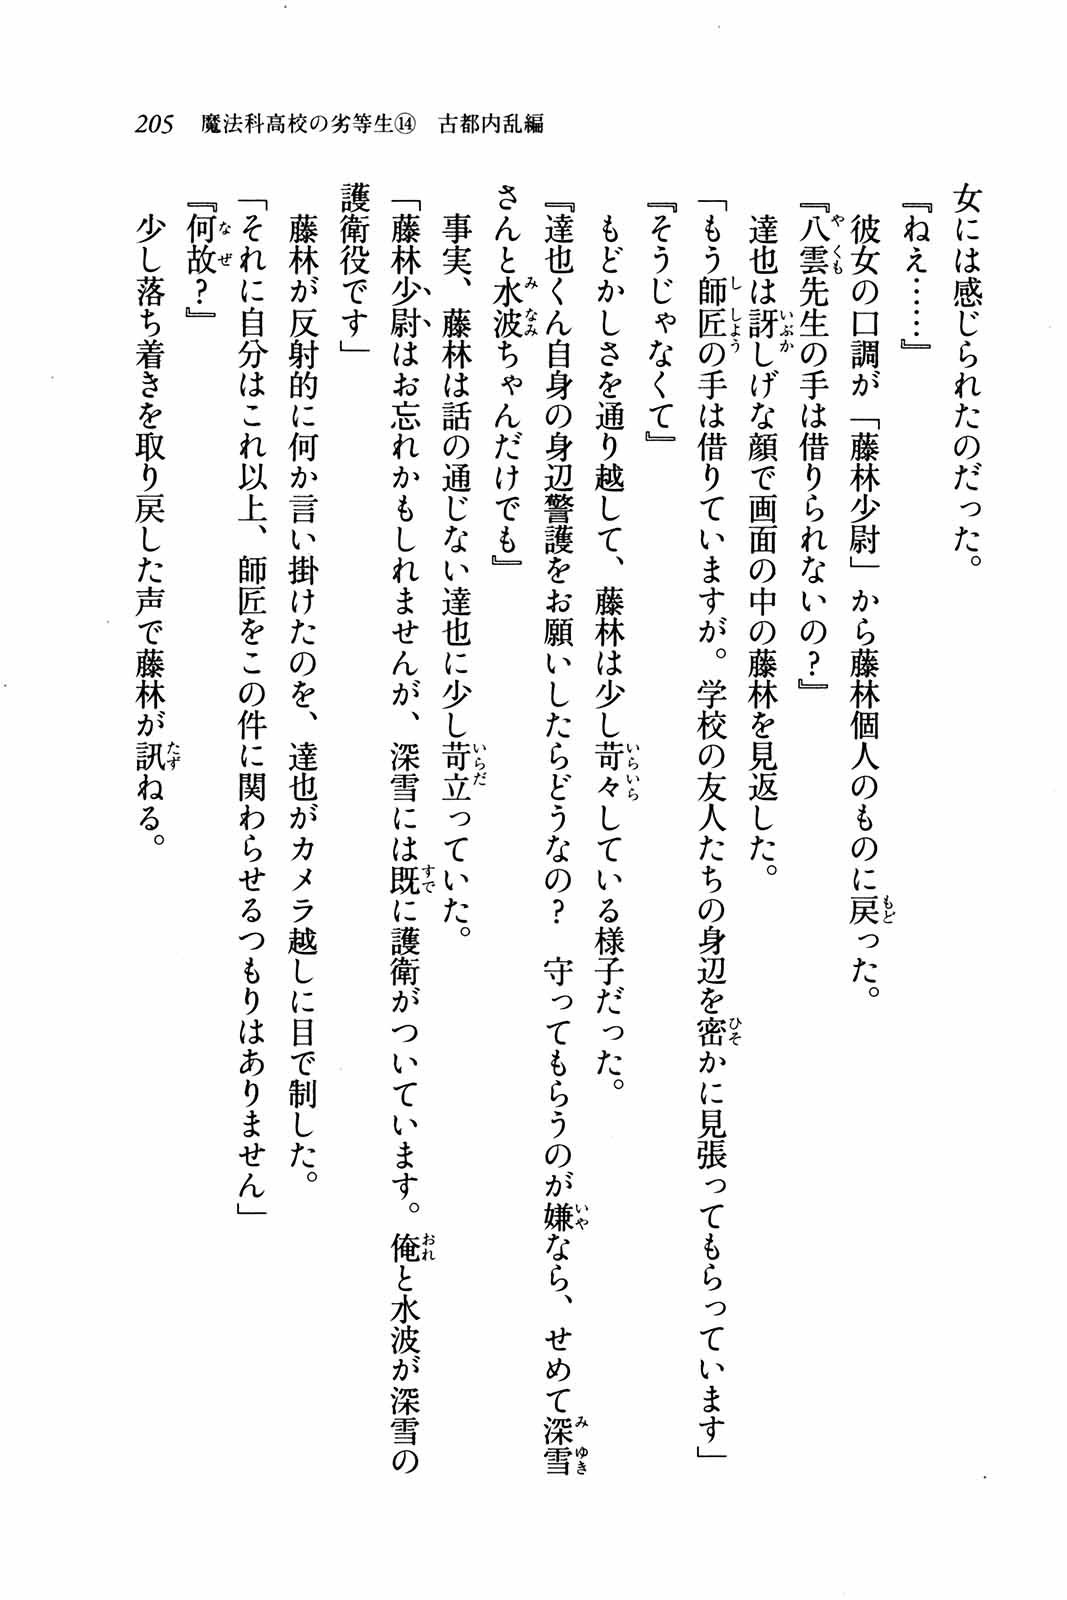 205　魔法科高校の劣等生⑭　古都内乱編
女には感じられたのだった。
『ねえ……』
　彼女の口調が「藤林少尉」から藤林個人のものに戻った。
『八雲先生の手は借りられないの？』
　達也は訝しげな顔で画面の中の藤林を見返した。
「もう師匠の手は借りていますが。学校の友人たちの身辺を密かに見張ってもらっています」
『そうじゃなくて』
　もどかしさを通り越して、藤林は少し苛々している様子だった。
『達也くん自身の身辺警護をお願いしたらどうなの？　守ってもらうのが嫌なら、せめて深雪
さんと水波ちゃんだけでも』
　事実、藤林は話の通じない達也に少し苛立っていた。
「藤林少尉はお忘れかもしれませんが、深雪には既に護衛がついています。俺と水波が深雪の
護衛役です」
　藤林が反射的に何か言い掛けたのを、達也がカメラ越しに目で制した。
「それに自分はこれ以上、師匠をこの件に関わらせるつもりはありません」
『何故？』
　少し落ち着きを取り戻した声で藤林が訊ねる。